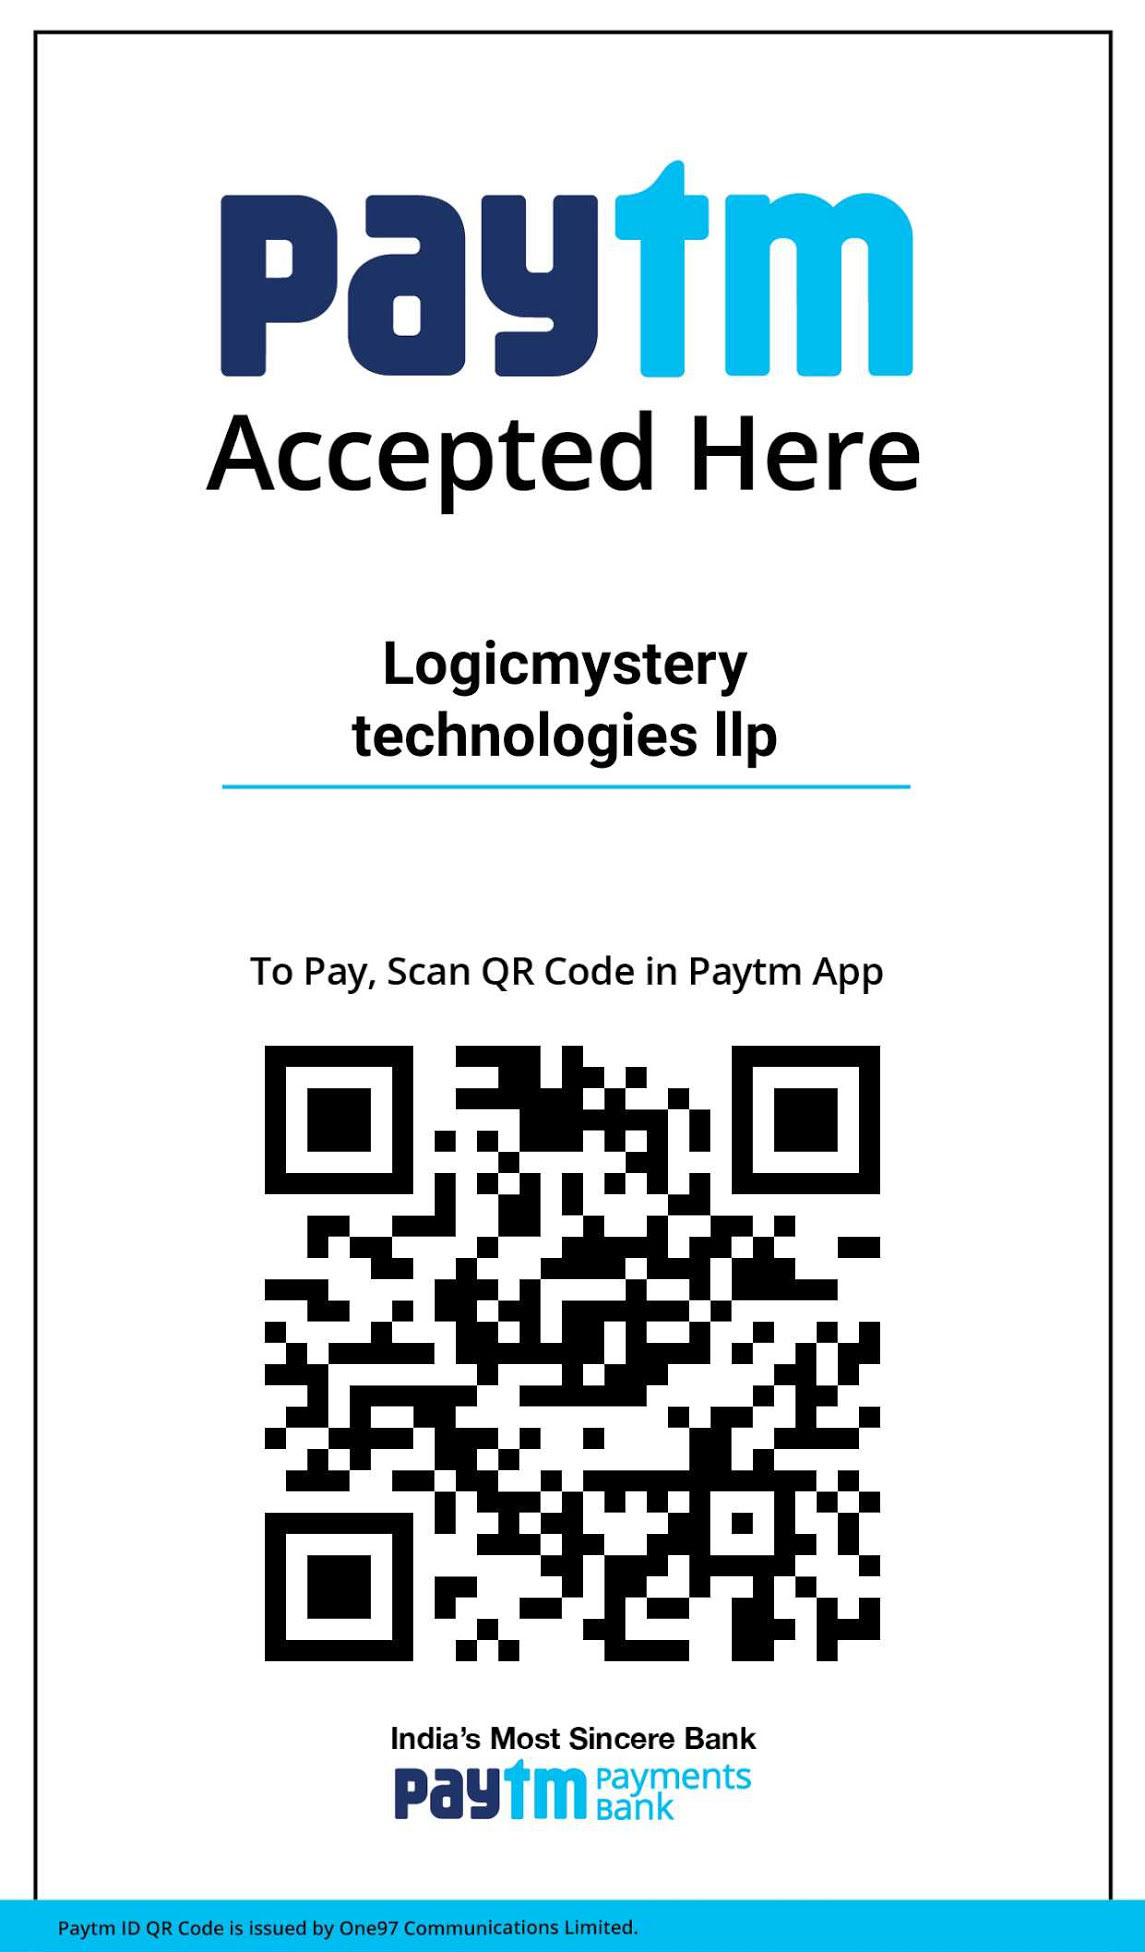 paytm
Accepted Here
Logicmystery
technologies llp
To Pay, Scan QR Code in Paytm App
India’s Most Sincere Bank
paytm Payments
Bank
Paytm ID QR Code is issued by One97 Communications Limited.